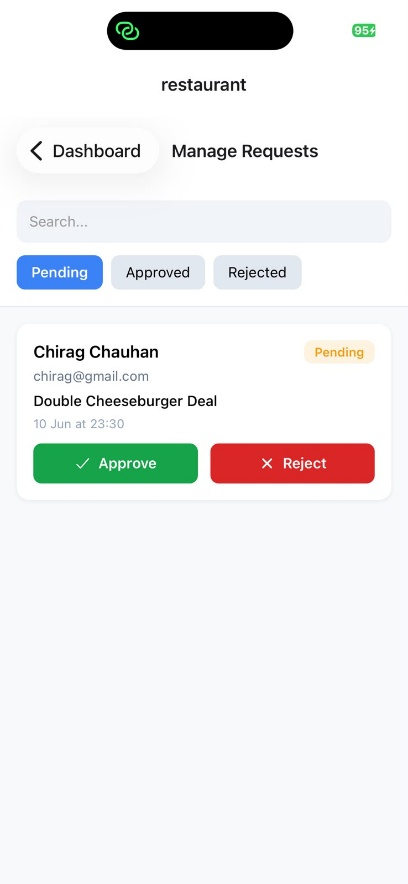 95
restaurant
Dashboard Manage Requests
Search...
Pending Approved Rejected
Chirag Chauhan Pending
chirag@gmail.com
Double Cheeseburger Deal
10 Jun at 23:30
Approve Reject